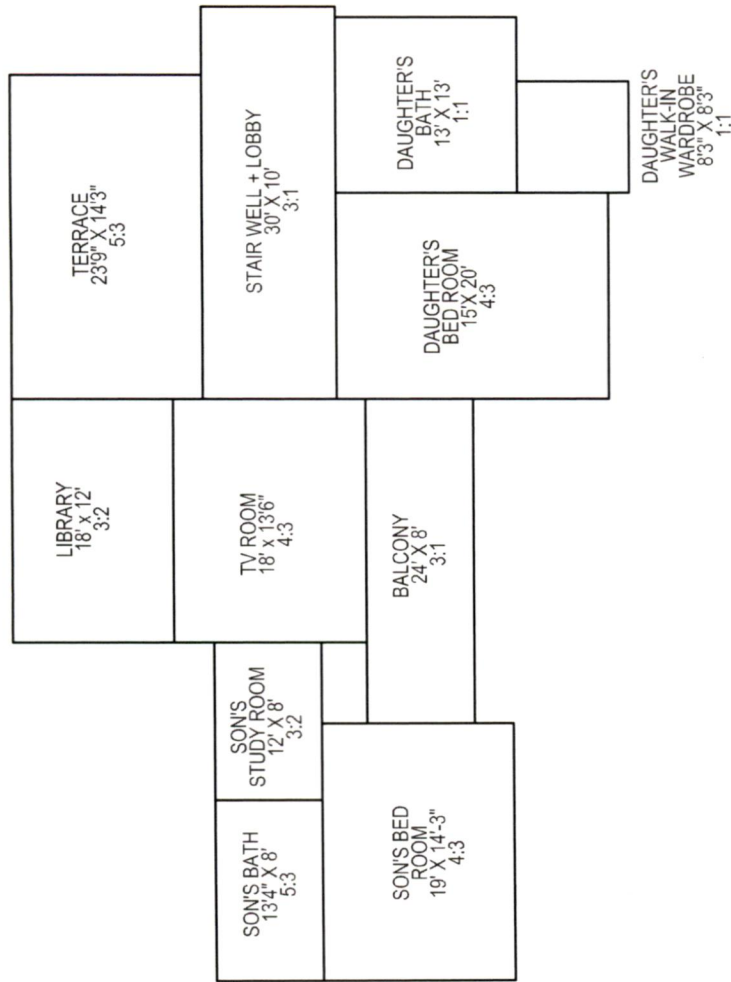 TERRACE
23'9" X 14'3"
5:3
STAIR WELL + LOBBY
30' X 10'
3:1
DAUGHTER'S
BATH
13' X 13'
1:1
DAUGHTER'S
WALK-IN
WARDROBE
8'3" X 8'3"
1:1
DAUGHTER'S
BED ROOM
15'X 20'
4:3
LIBRARY
18' x 12'
3:2
TV ROOM
18' x 13'6"
4:3
BALCONY
24' X 8'
3:1
SON'S
STUDY ROOM
12' X 8'
3:2
SON'S BATH
13'4" X 8'
5:3
SON'S BED
ROOM
19' X 14'-3"
4:3